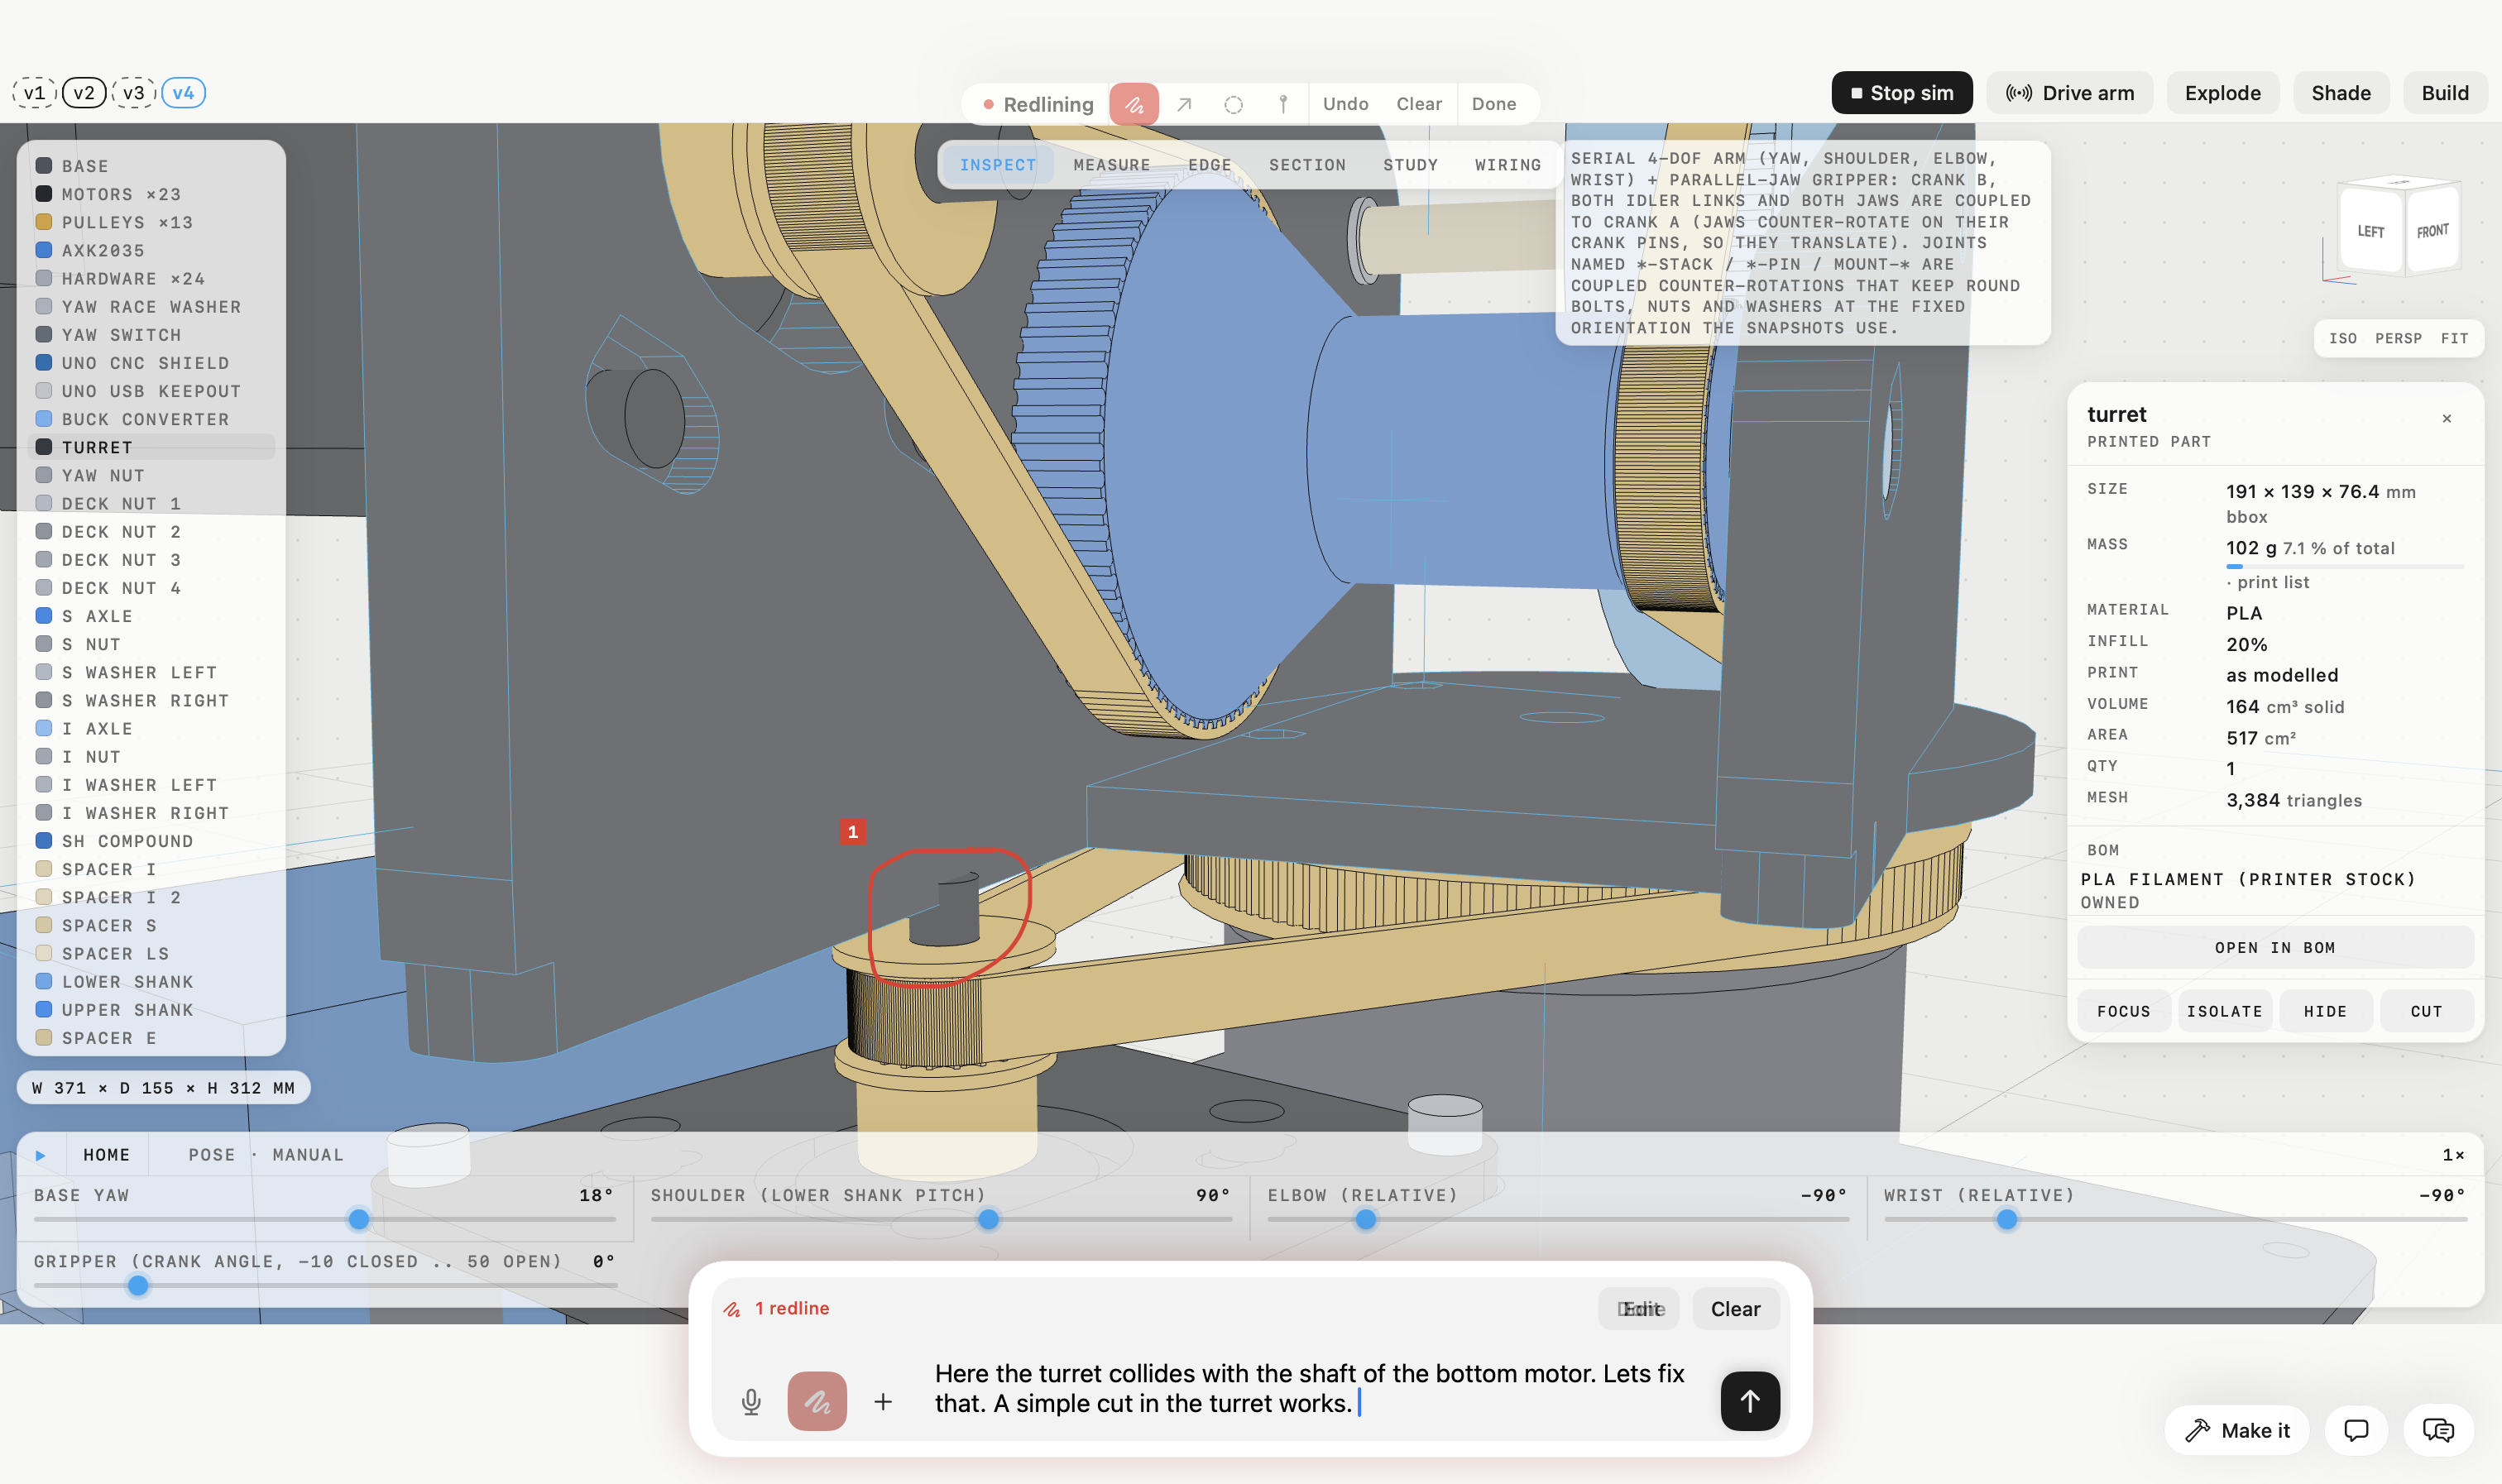 v1 v2 v3 v4
Redlining Undo Clear Done
Stop sim Drive arm Explode Shade Build
INSPECT MEASURE EDGE SECTION STUDY WIRING
SERIAL 4-DOF ARM (YAW, SHOULDER, ELBOW,
WRIST) + PARALLEL-JAW GRIPPER: CRANK B,
BOTH IDLER LINKS AND BOTH JAWS ARE COUPLED
TO CRANK A (JAWS COUNTER-ROTATE ON THEIR
CRANK PINS, SO THEY TRANSLATE). JOINTS
NAMED *-STACK / *-PIN / MOUNT-* ARE
COUPLED COUNTER-ROTATIONS THAT KEEP ROUND
BOLTS, NUTS AND WASHERS AT THE FIXED
ORIENTATION THE SNAPSHOTS USE.
LEFT FRONT
ISO PERSP FIT
BASE
MOTORS ×23
PULLEYS ×13
AXK2035
HARDWARE ×24
YAW RACE WASHER
YAW SWITCH
UNO CNC SHIELD
UNO USB KEEPOUT
BUCK CONVERTER
TURRET
YAW NUT
DECK NUT 1
DECK NUT 2
DECK NUT 3
DECK NUT 4
S AXLE
S NUT
S WASHER LEFT
S WASHER RIGHT
I AXLE
I NUT
I WASHER LEFT
I WASHER RIGHT
SH COMPOUND
SPACER I
SPACER I 2
SPACER S
SPACER LS
LOWER SHANK
UPPER SHANK
SPACER E
W 371 × D 155 × H 312 MM
1
turret ×
PRINTED PART
SIZE 191 × 139 × 76.4 mm
bbox
MASS 102 g 7.1 % of total
· print list
MATERIAL PLA
INFILL 20%
PRINT as modelled
VOLUME 164 cm³ solid
AREA 517 cm²
QTY 1
MESH 3,384 triangles
BOM
PLA FILAMENT (PRINTER STOCK)
OWNED
OPEN IN BOM
FOCUS ISOLATE HIDE CUT
HOME POSE · MANUAL 1×
BASE YAW 18° SHOULDER (LOWER SHANK PITCH) 90° ELBOW (RELATIVE) −90° WRIST (RELATIVE) −90°
GRIPPER (CRANK ANGLE, −10 CLOSED .. 50 OPEN) 0°
1 redline Edit Clear
Here the turret collides with the shaft of the bottom motor. Lets fix
that. A simple cut in the turret works.
Make it